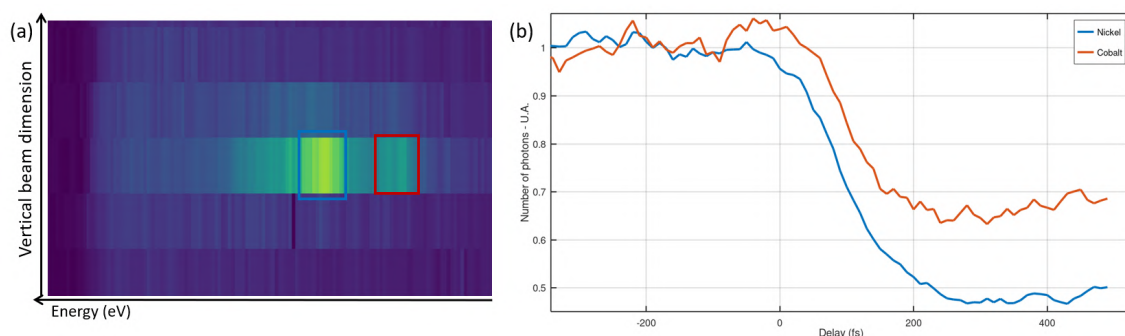 (a)
Vertical beam dimension
Energy (eV)
(b)
Number of photons - U.A.
1
0.9
0.8
0.7
0.6
0.5
-200
0
200
400
Delay (fs)
Nickel
Cobalt